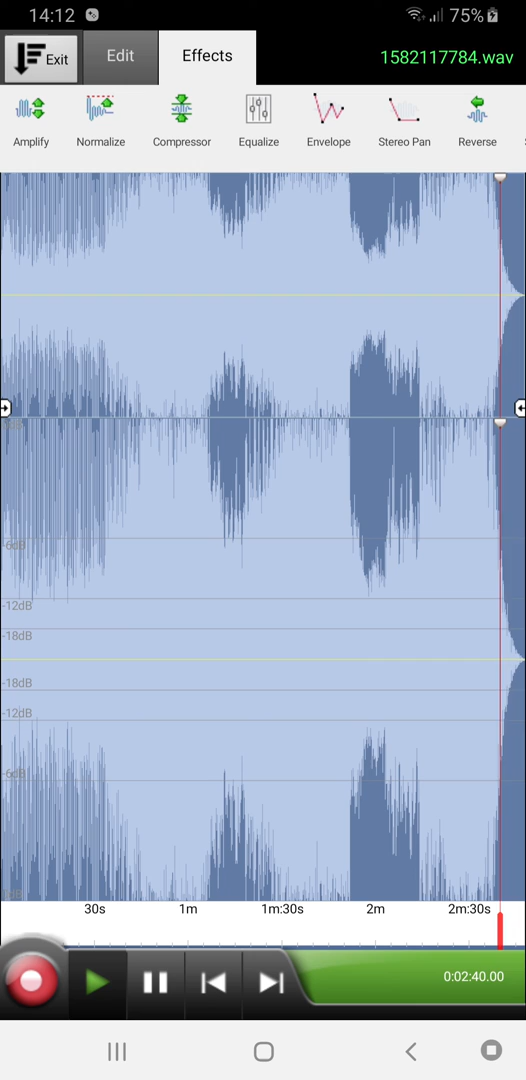 14:12
75%
Exit
Edit
Effects
1582117784.wav
Amplify
Normalize
Compressor
Equalize
Envelope
Stereo Pan
Reverse
-6dB
-12dB
-18dB
-18dB
-12dB
-6dB
30s
1m
1m:30s
2m
2m:30s
0:02:40.00